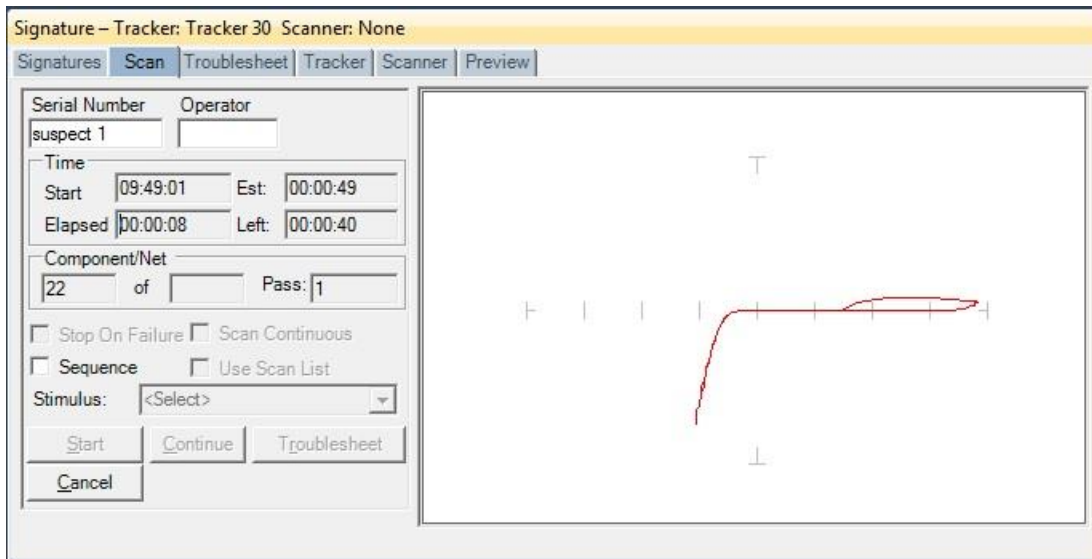 Signature – Tracker: Tracker 30 Scanner: None
Signatures Scan Troublesheet Tracker Scanner Preview
Serial Number Operator
suspect 1
Time
Start 09:49:01 Est: 00:00:49
Elapsed 00:00:08 Left: 00:00:40
Component/Net
22 of Pass: 1
Stop On Failure Scan Continuous
Sequence Use Scan List
Stimulus: <Select>
Start Continue Troublesheet
Cancel